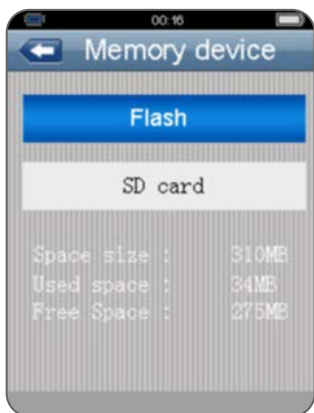 00:16
Memory device
Flash
SD card
Space size : 310MB
Used space : 34MB
Free Space : 275MB